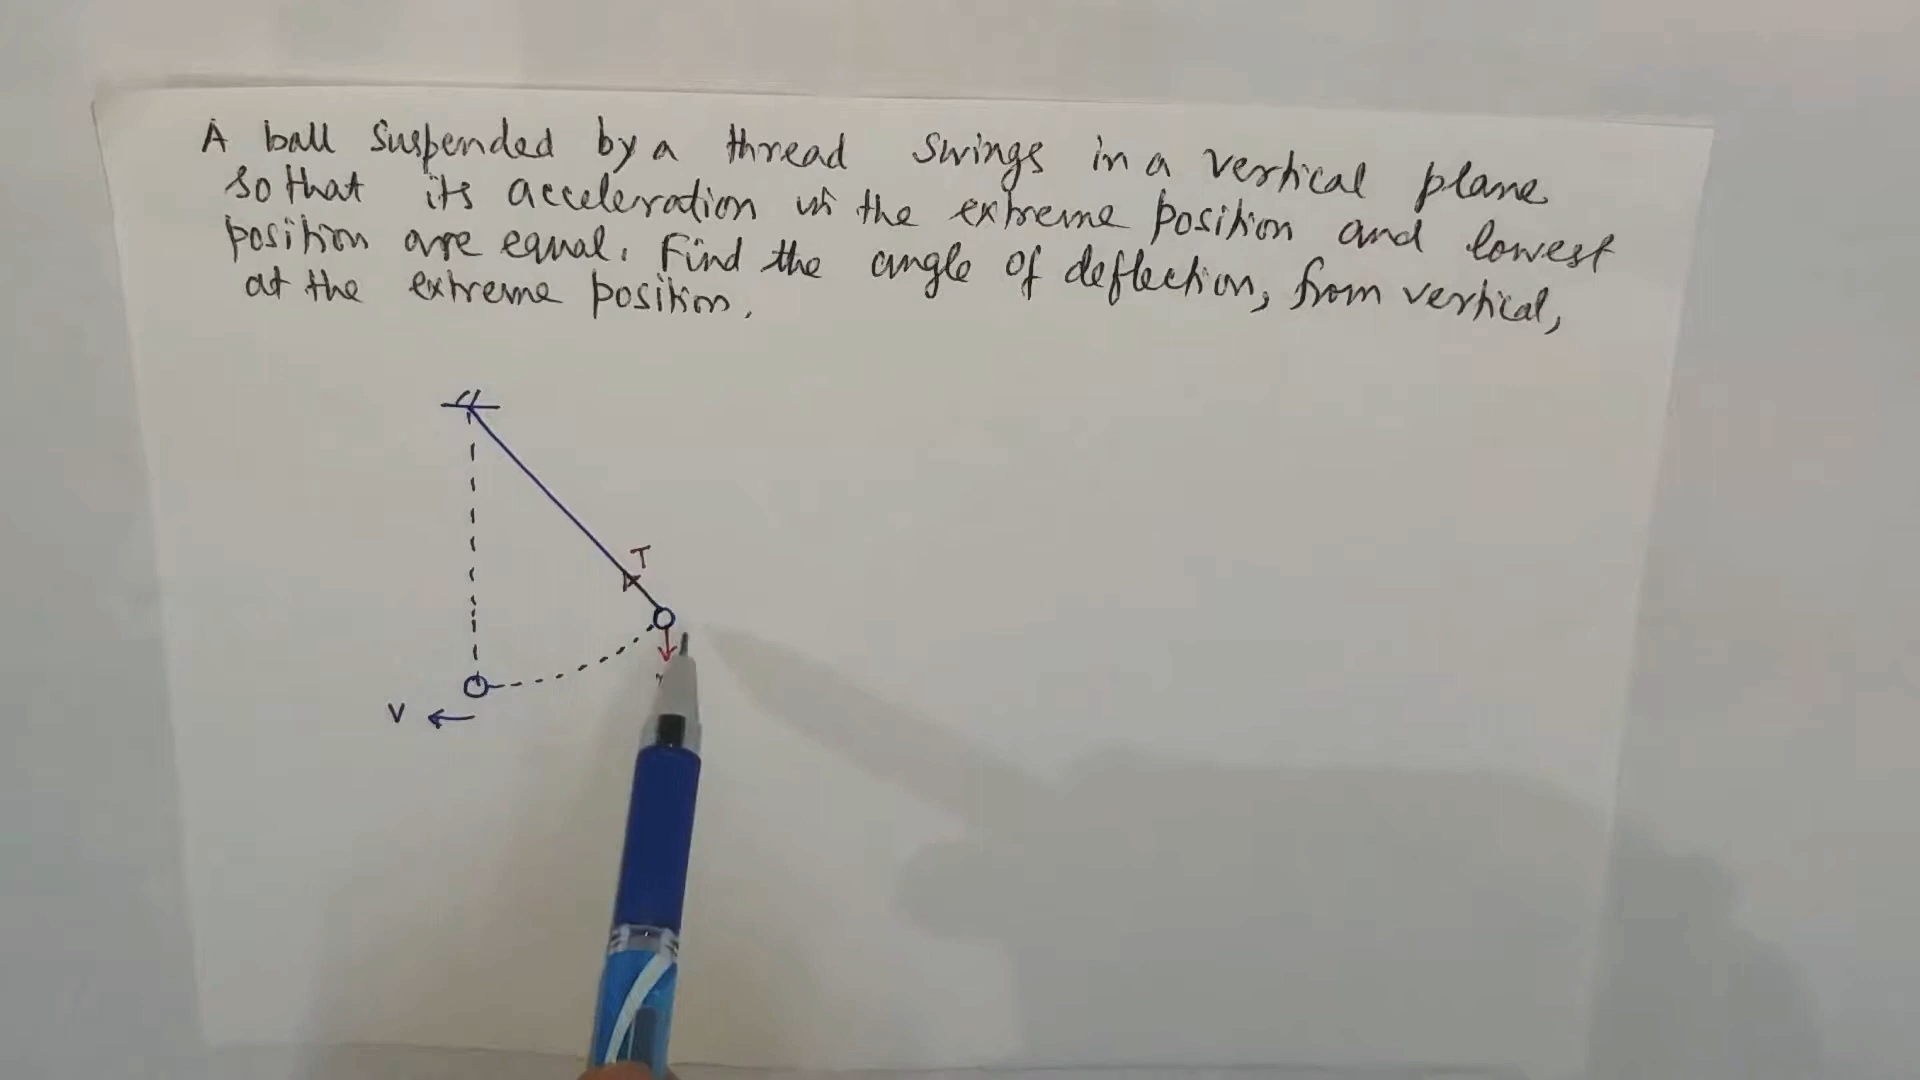 A ball suspended by a thread swings in a vertical plane
so that its acceleration in the extreme position and lowest
position are equal. Find the angle of deflection, from vertical,
at the extreme position.
T
V